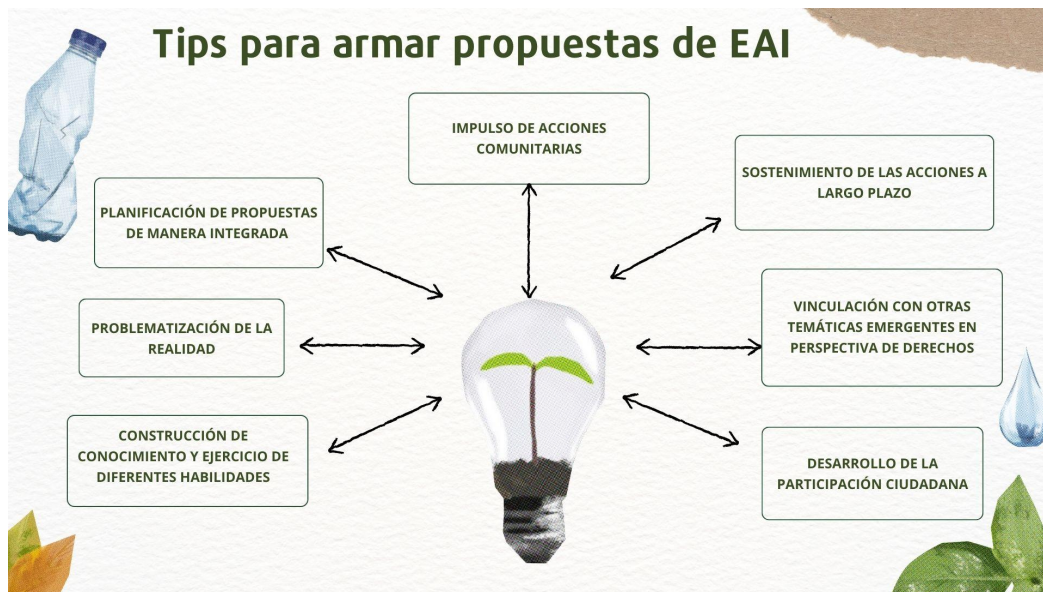 Tips para armar propuestas de EAI
IMPULSO DE ACCIONES
COMUNITARIAS
SOSTENIMIENTO DE LAS ACCIONES A
LARGO PLAZO
PLANIFICACIÓN DE PROPUESTAS
DE MANERA INTEGRADA
VINCULACIÓN CON OTRAS
TEMÁTICAS EMERGENTES EN
PERSPECTIVA DE DERECHOS
PROBLEMATIZACIÓN DE LA
REALIDAD
CONSTRUCCIÓN DE
CONOCIMIENTO Y EJERCICIO DE
DIFERENTES HABILIDADES
DESARROLLO DE LA
PARTICIPACIÓN CIUDADANA